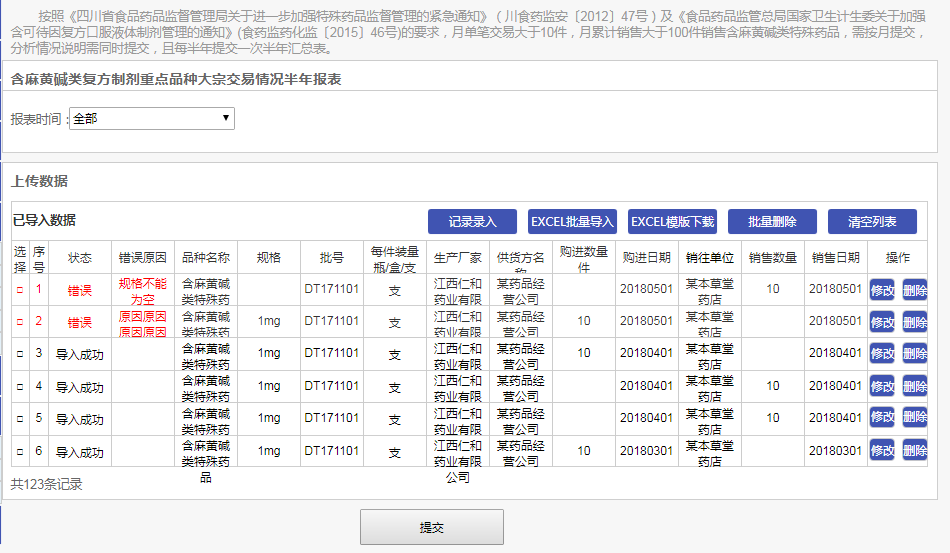 按照《四川省食品药品监督管理局关于进一步加强特殊药品监督管理的紧急通知》（川食药监安〔2012〕47号）及《食品药品监管总局国家卫生计生委关于加强
含可待因复方口服液体制剂管理的通知》(食药监药化监〔2015〕46号)的要求，月单笔交易大于10件，月累计销售大于100件销售含麻黄碱类特殊药品，需按月提交，
分析情况说明需同时提交，且每半年提交一次半年汇总表。
含麻黄碱类复方制剂重点品种大宗交易情况半年报表
报表时间：全部
上传数据
已导入数据 记录录入 EXCEL批量导入 EXCEL模版下载 批量删除 清空列表
选择 序号 状态 错误原因 品种名称 规格 批号 每件装量瓶/盒/支 生产厂家 供货方名称 购进数量件 购进日期 销往单位 销售数量 销售日期 操作
1 错误 规格不能为空 含麻黄碱类特殊药 DT171101 支 江西仁和药业有限 某药品经营公司 20180501 某本草堂药店 10 20180501 修改 删除
2 错误 原因原因原因原因 含麻黄碱类特殊药 1mg DT171101 支 江西仁和药业有限 某药品经营公司 10 20180501 某本草堂药店 20180501 修改 删除
3 导入成功 含麻黄碱类特殊药 1mg DT171101 支 江西仁和药业有限 某药品经营公司 10 20180401 某本草堂药店 20180401 修改 删除
4 导入成功 含麻黄碱类特殊药 1mg DT171101 支 江西仁和药业有限 某药品经营公司 20180401 某本草堂药店 10 20180401 修改 删除
5 导入成功 含麻黄碱类特殊药 1mg DT171101 支 江西仁和药业有限 某药品经营公司 20180401 某本草堂药店 10 20180401 修改 删除
6 导入成功 含麻黄碱类特殊药品 1mg DT171101 支 江西仁和药业有限公司 某药品经营公司 10 20180301 某本草堂药店 20180301 修改 删除
共123条记录
提交